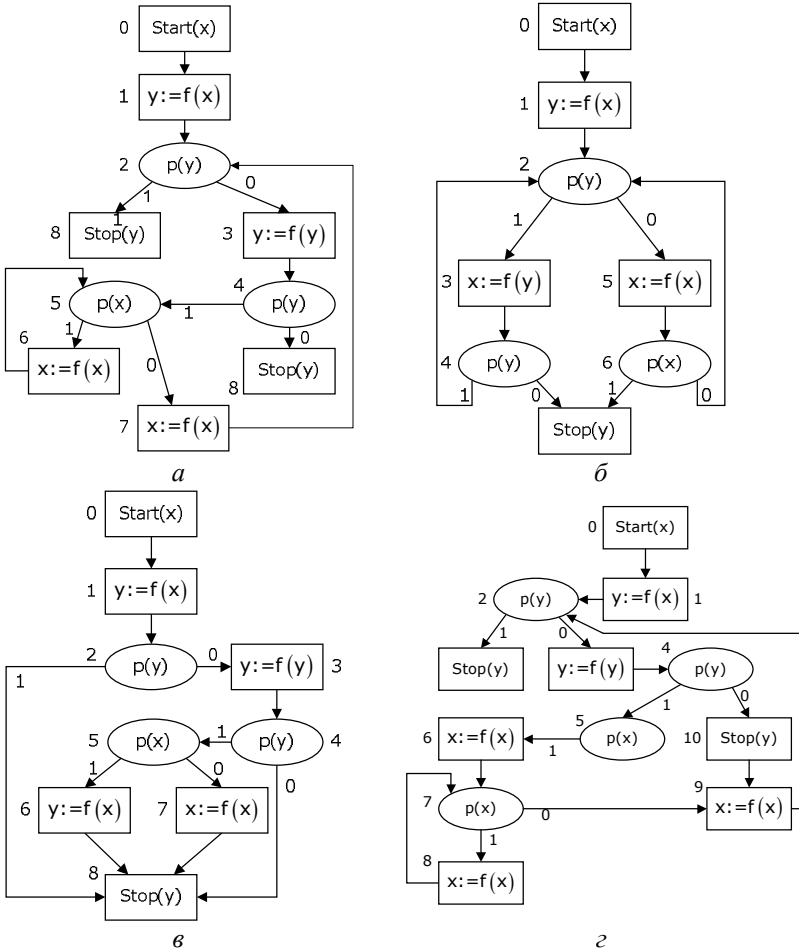 0 Start(x)
1 y:=f(x)
2 p(y)
1 0
1
8 Stop(y) 3 y:=f(y)
5 p(x) 4 p(y)
1
6 1 0 0
x:=f(x) 8 Stop(y)
7 x:=f(x)
а
0 Start(x)
1 y:=f(x)
2 p(y)
1 0
3 x:=f(y) 5 x:=f(x)
4 p(y) 6 p(x)
1 0 1 0
Stop(y)
б
0 Start(x)
1 y:=f(x)
2 p(y) 0 y:=f(y) 3
1
5 p(x) 1 p(y) 4
1 0 0
6 y:=f(x) 7 x:=f(x)
8 Stop(y)
в
0 Start(x)
2 p(y) y:=f(x) 1
1 0
Stop(y) y:=f(y) 4 p(y)
1 0
6 x:=f(x) 1 5 p(x) 10 Stop(y)
7 p(x) 0 9 x:=f(x)
1
8 x:=f(x)
г